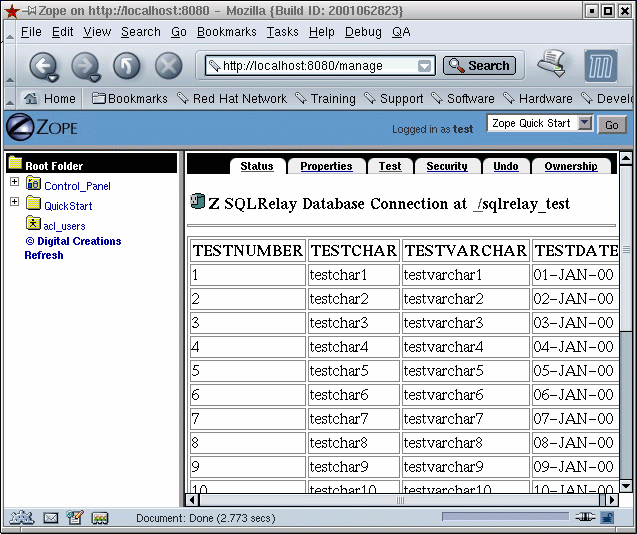 Zope on http://localhost:8080 - Mozilla {Build ID: 2001062823}
File Edit View Search Go Bookmarks Tasks Help Debug QA
http://localhost:8080/manage Search
Home Bookmarks Red Hat Network Training Support Software Hardware Develo
ZOPE Logged in as test Zope Quick Start Go
Root Folder
Control_Panel
QuickStart
acl_users
© Digital Creations
Refresh
Status Properties Test Security Undo Ownership
Z SQLRelay Database Connection at /sqlrelay_test
TESTNUMBER TESTCHAR TESTVARCHAR TESTDATE
1 testchar1 testvarchar1 01-JAN-00
2 testchar2 testvarchar2 02-JAN-00
3 testchar3 testvarchar3 03-JAN-00
4 testchar4 testvarchar4 04-JAN-00
5 testchar5 testvarchar5 05-JAN-00
6 testchar6 testvarchar6 06-JAN-00
7 testchar7 testvarchar7 07-JAN-00
8 testchar8 testvarchar8 08-JAN-00
9 testchar9 testvarchar9 09-JAN-00
10 testchar10 testvarchar10 10-JAN-00
Document: Done (2.773 secs)